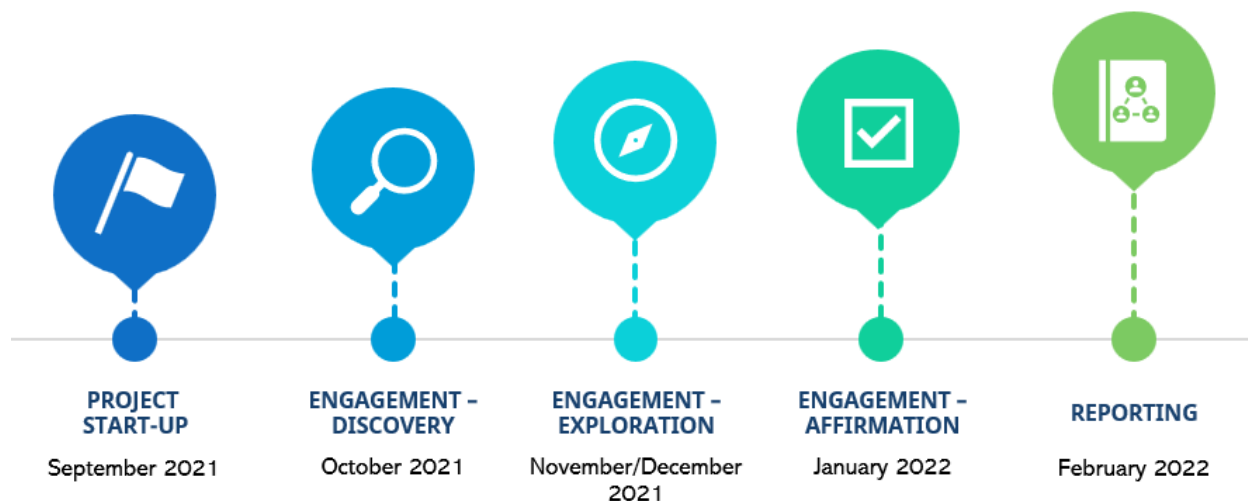 PROJECT
START-UP
September 2021
ENGAGEMENT –
DISCOVERY
October 2021
ENGAGEMENT –
EXPLORATION
November/December
2021
ENGAGEMENT –
AFFIRMATION
January 2022
REPORTING
February 2022